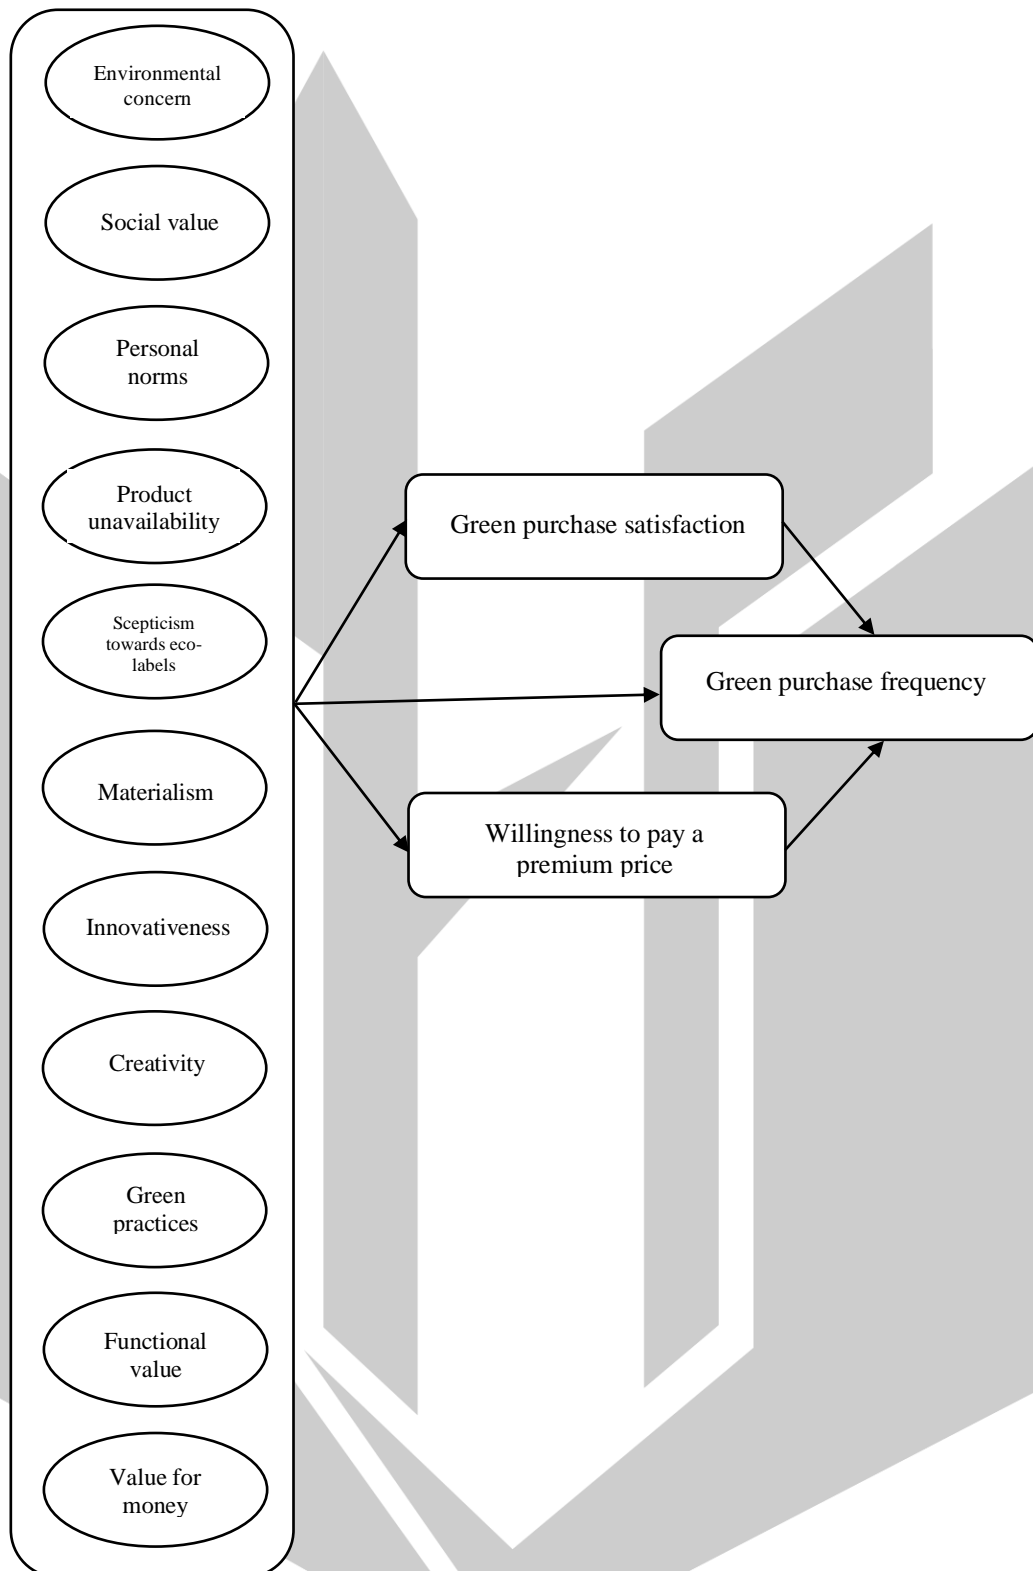 Environmental
concern
Social value
Personal
norms
Product
unavailability
Scepticism
towards eco-
labels
Materialism
Innovativeness
Creativity
Green
practices
Functional
value
Value for
money
Green purchase satisfaction
Green purchase frequency
Willingness to pay a
premium price